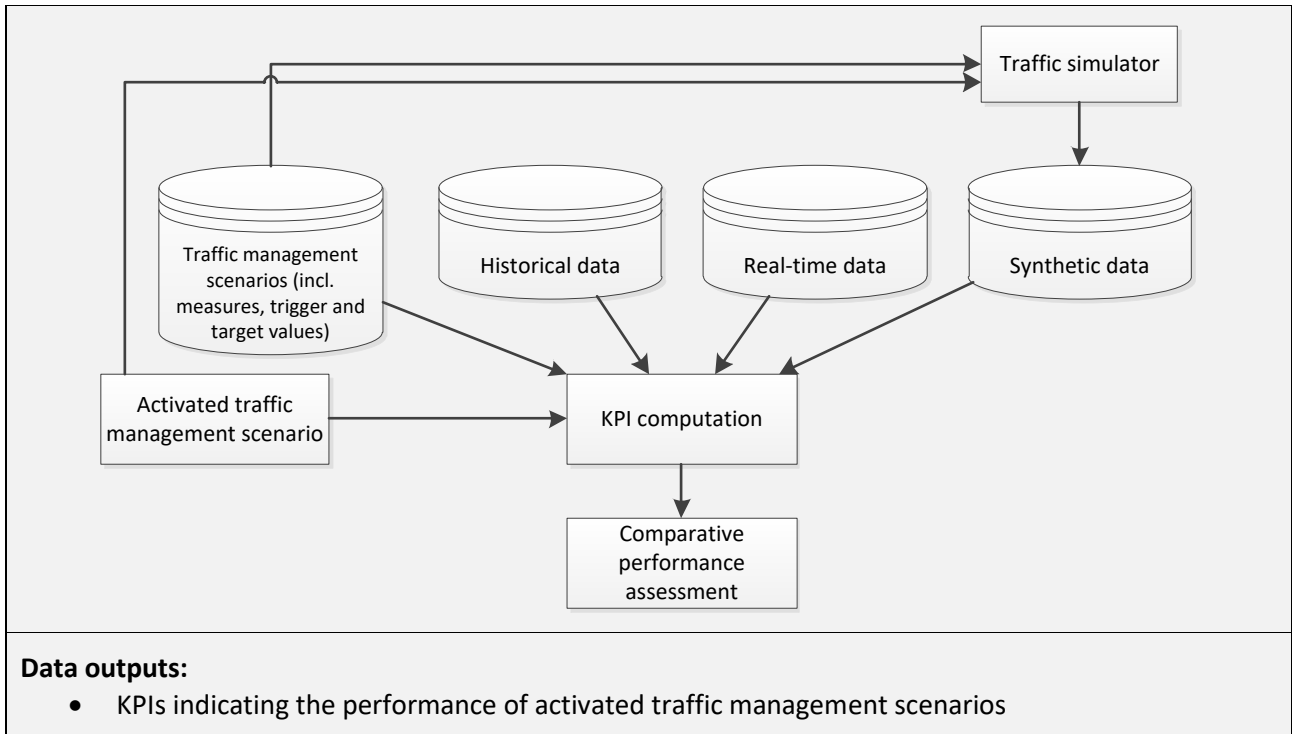 Traffic simulator
Traffic management
scenarios (incl.
measures, trigger and
target values)
Historical data
Real-time data
Synthetic data
Activated traffic
management scenario
KPI computation
Comparative
performance
assessment
Data outputs:
• KPIs indicating the performance of activated traffic management scenarios